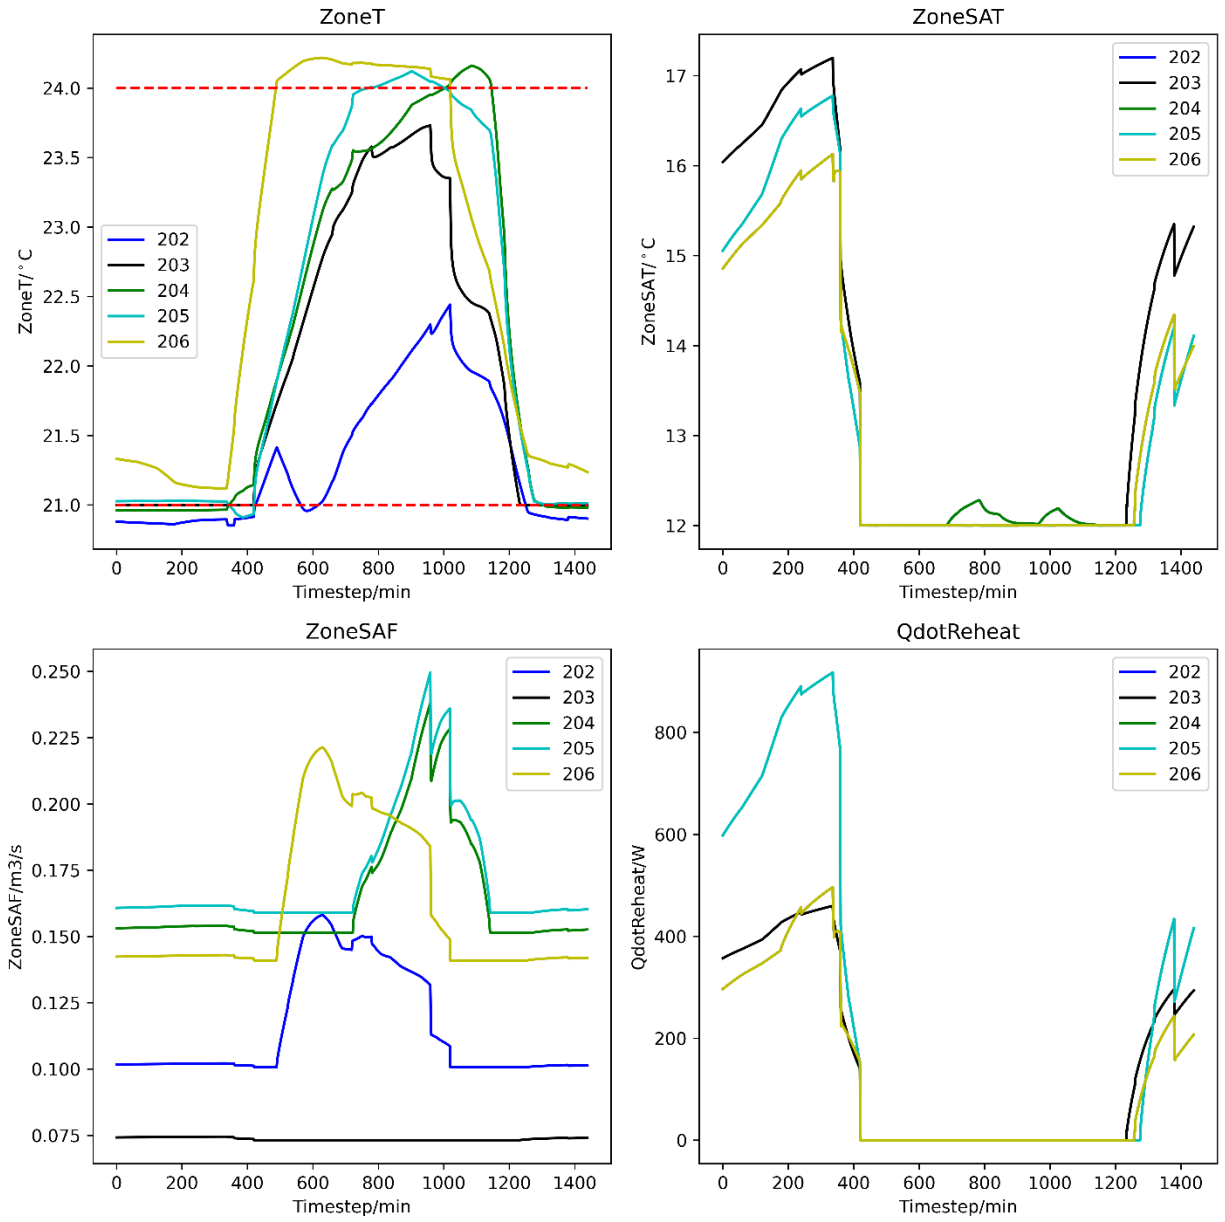 ZoneT
ZoneT/°C
24.0
23.5
23.0
22.5
22.0
21.5
21.0
202
203
204
205
206
0 200 400 600 800 1000 1200 1400
Timestep/min
ZoneSAT
ZoneSAT/°C
17
16
15
14
13
12
202
203
204
205
206
0 200 400 600 800 1000 1200 1400
Timestep/min
ZoneSAF
ZoneSAF/m3/s
0.250
0.225
0.200
0.175
0.150
0.125
0.100
0.075
202
203
204
205
206
0 200 400 600 800 1000 1200 1400
Timestep/min
QdotReheat
QdotReheat/W
800
600
400
200
0
202
203
204
205
206
0 200 400 600 800 1000 1200 1400
Timestep/min